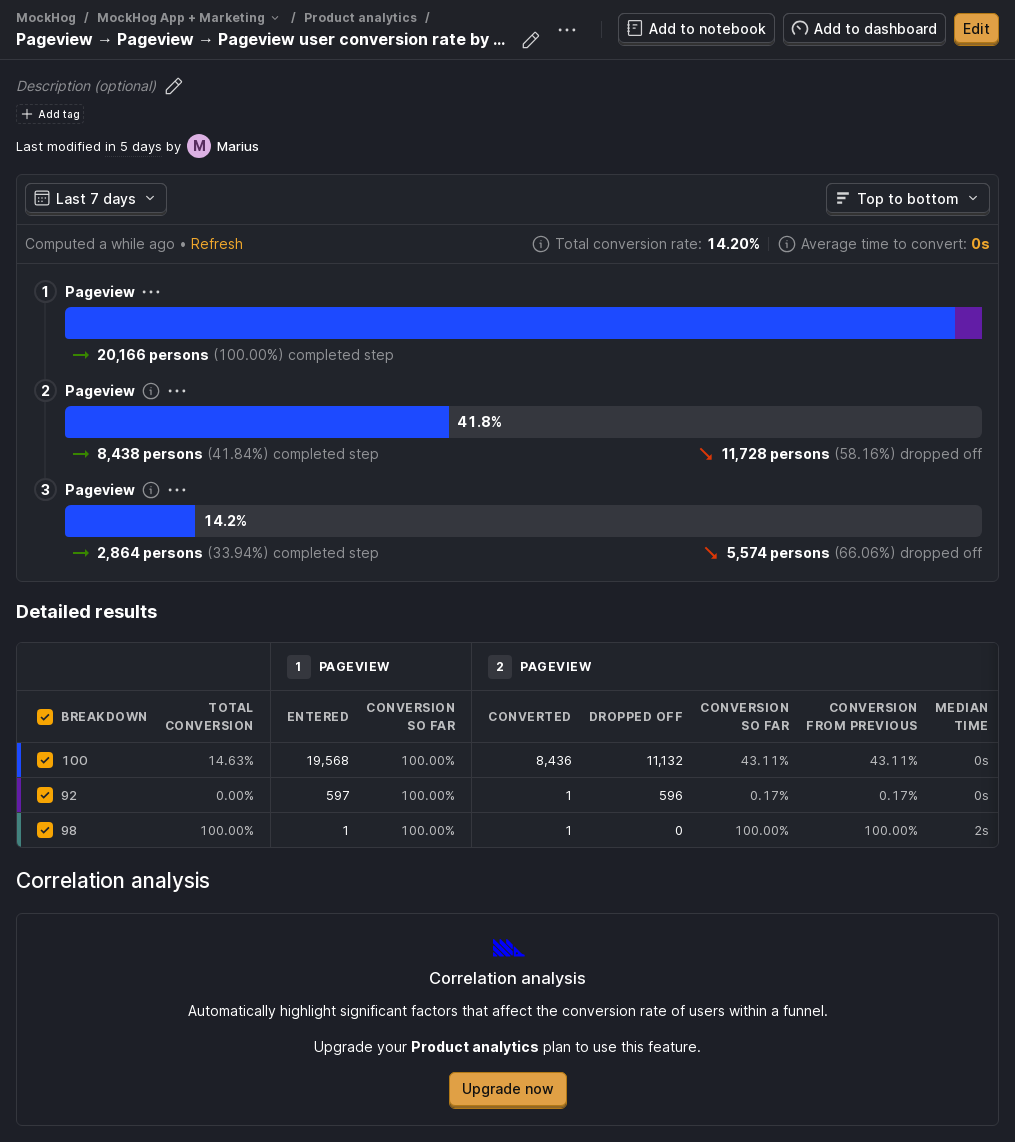 MockHog / MockHog App + Marketing / Product analytics /
Pageview → Pageview → Pageview user conversion rate by ...
Add to notebook
Add to dashboard
Edit
Description (optional)
Add tag
Last modified in 5 days by M Marius
Last 7 days
Top to bottom
Computed a while ago • Refresh
Total conversion rate: 14.20%
Average time to convert: 0s
1 Pageview
20,166 persons (100.00%) completed step
2 Pageview
41.8%
8,438 persons (41.84%) completed step
11,728 persons (58.16%) dropped off
3 Pageview
14.2%
2,864 persons (33.94%) completed step
5,574 persons (66.06%) dropped off
Detailed results
1 PAGEVIEW
2 PAGEVIEW
BREAKDOWN
TOTAL CONVERSION
ENTERED
CONVERSION SO FAR
CONVERTED
DROPPED OFF
CONVERSION SO FAR
CONVERSION FROM PREVIOUS
MEDIAN TIME
100 14.63% 19,568 100.00% 8,436 11,132 43.11% 43.11% 0s
92 0.00% 597 100.00% 1 596 0.17% 0.17% 0s
98 100.00% 1 100.00% 1 0 100.00% 100.00% 2s
Correlation analysis
Correlation analysis
Automatically highlight significant factors that affect the conversion rate of users within a funnel.
Upgrade your Product analytics plan to use this feature.
Upgrade now